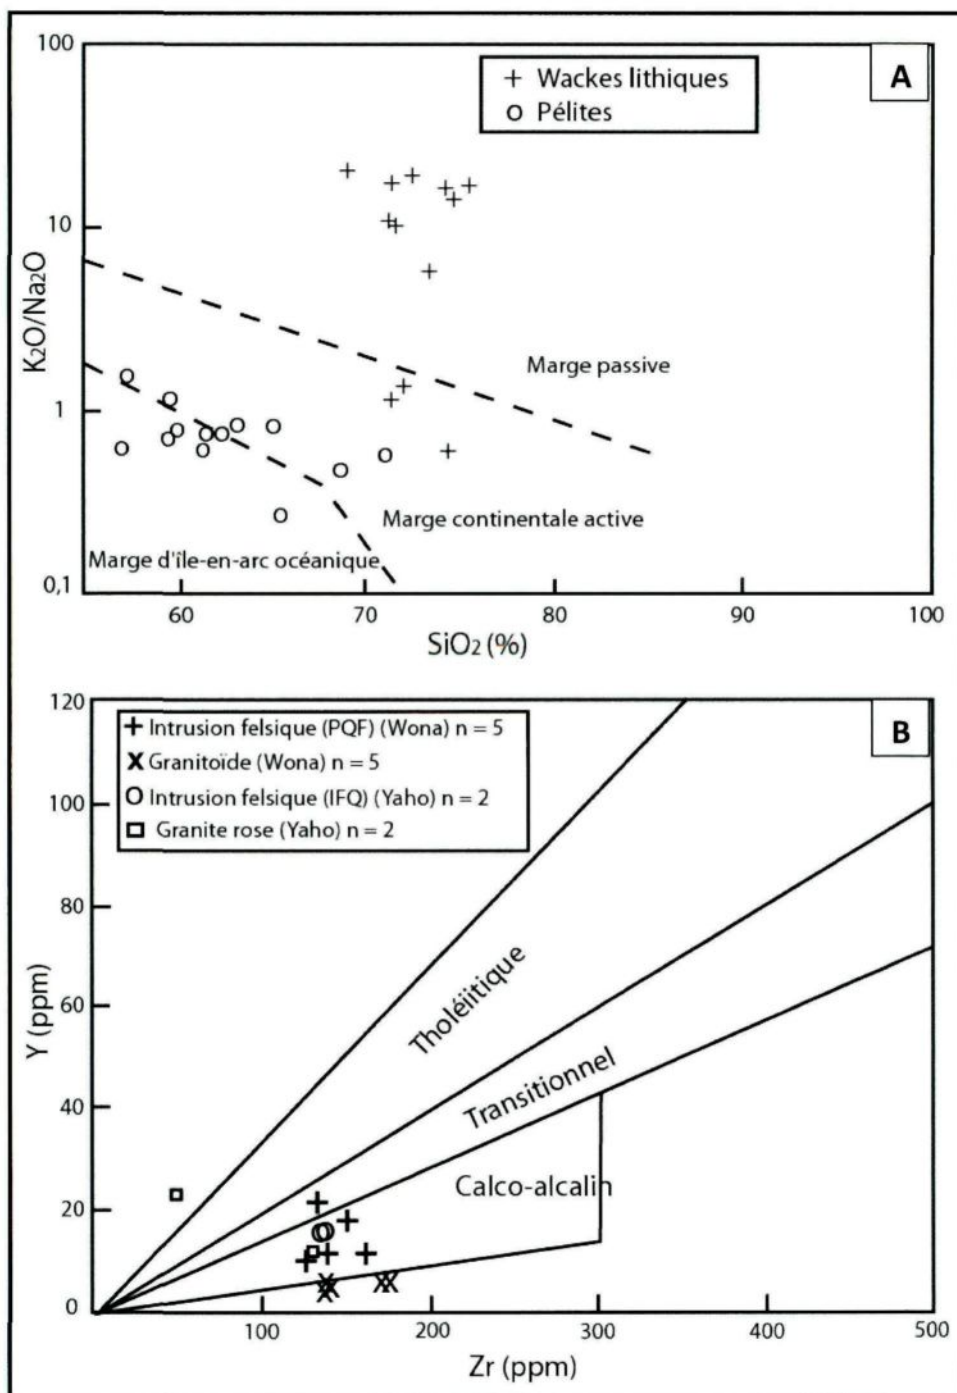 A
+ Wackes lithiques
o Pélites
100
10
1
0,1
K₂O/Na₂O
Marge passive
Marge continentale active
Marge d'île-en-arc océanique
60 70 80 90 100
SiO₂ (%)
B
+ Intrusion felsique (PQF) (Wona) n = 5
X Granitoïde (Wona) n = 5
O Intrusion felsique (IFQ) (Yaho) n = 2
□ Granite rose (Yaho) n = 2
120
100
80
60
40
20
0
Y (ppm)
Tholéiitique
Transitionnel
Calco-alcalin
100 200 300 400 500
Zr (ppm)